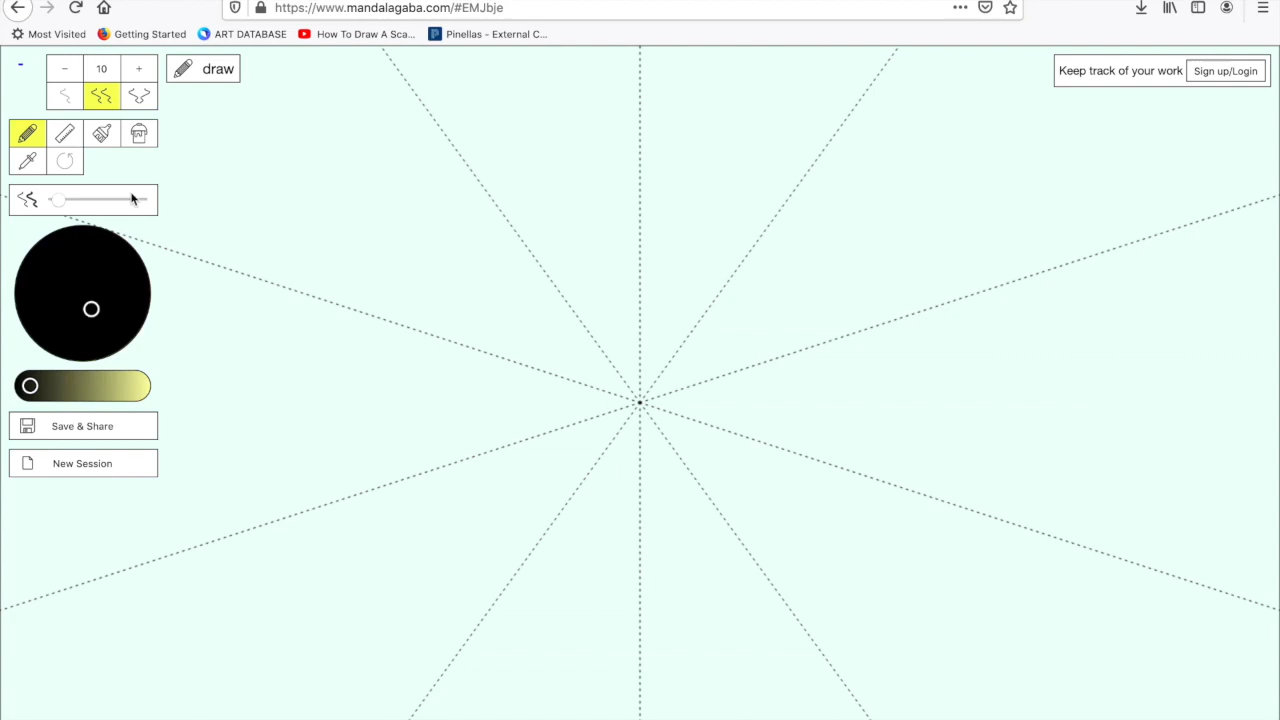 https://www.mandalagaba.com/#EMJbje
Most Visited Getting Started ART DATABASE How To Draw A Sca... Pinellas - External C...
- 10 + draw
Keep track of your work Sign up/Login
Save & Share
New Session